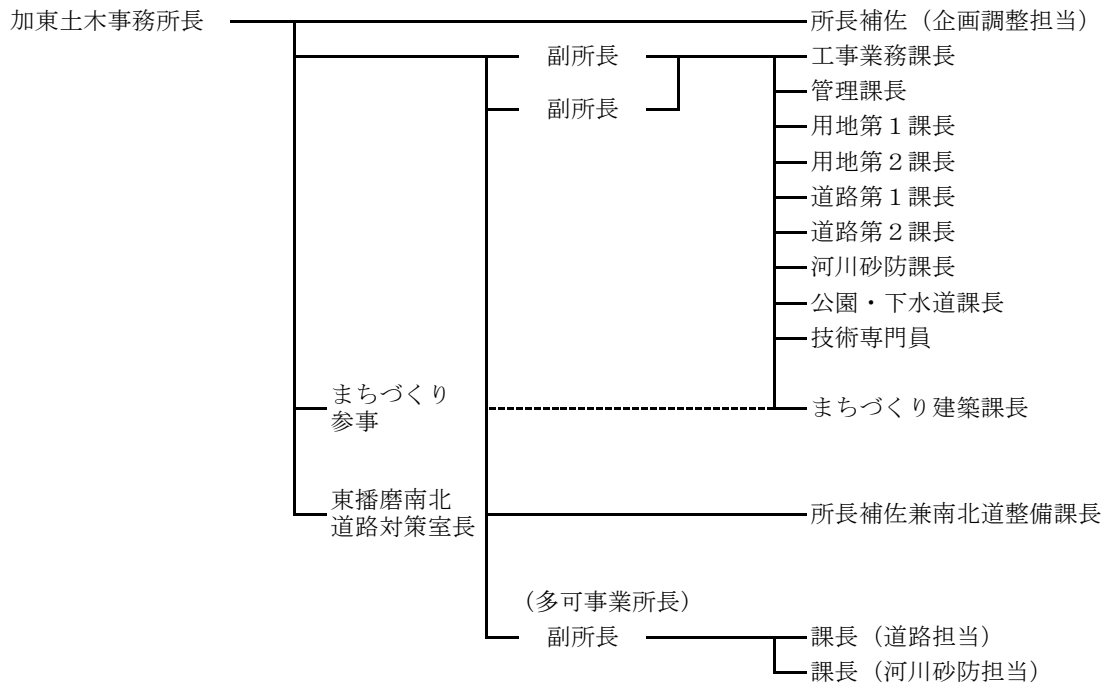 加東土木事務所長
所長補佐（企画調整担当）
副所長
工事業務課長
管理課長
副所長
用地第１課長
用地第２課長
道路第１課長
道路第２課長
河川砂防課長
公園・下水道課長
技術専門員
まちづくり
参事
まちづくり建築課長
東播磨南北
道路対策室長
所長補佐兼南北道整備課長
（多可事業所長）
副所長
課長（道路担当）
課長（河川砂防担当）